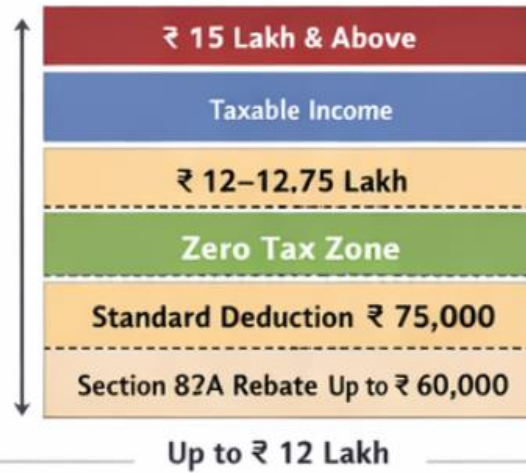 ₹ 15 Lakh & Above
Taxable Income
₹ 12–12.75 Lakh
Zero Tax Zone
Standard Deduction ₹ 75,000
Section 82A Rebate Up to ₹ 60,000
Up to ₹ 12 Lakh